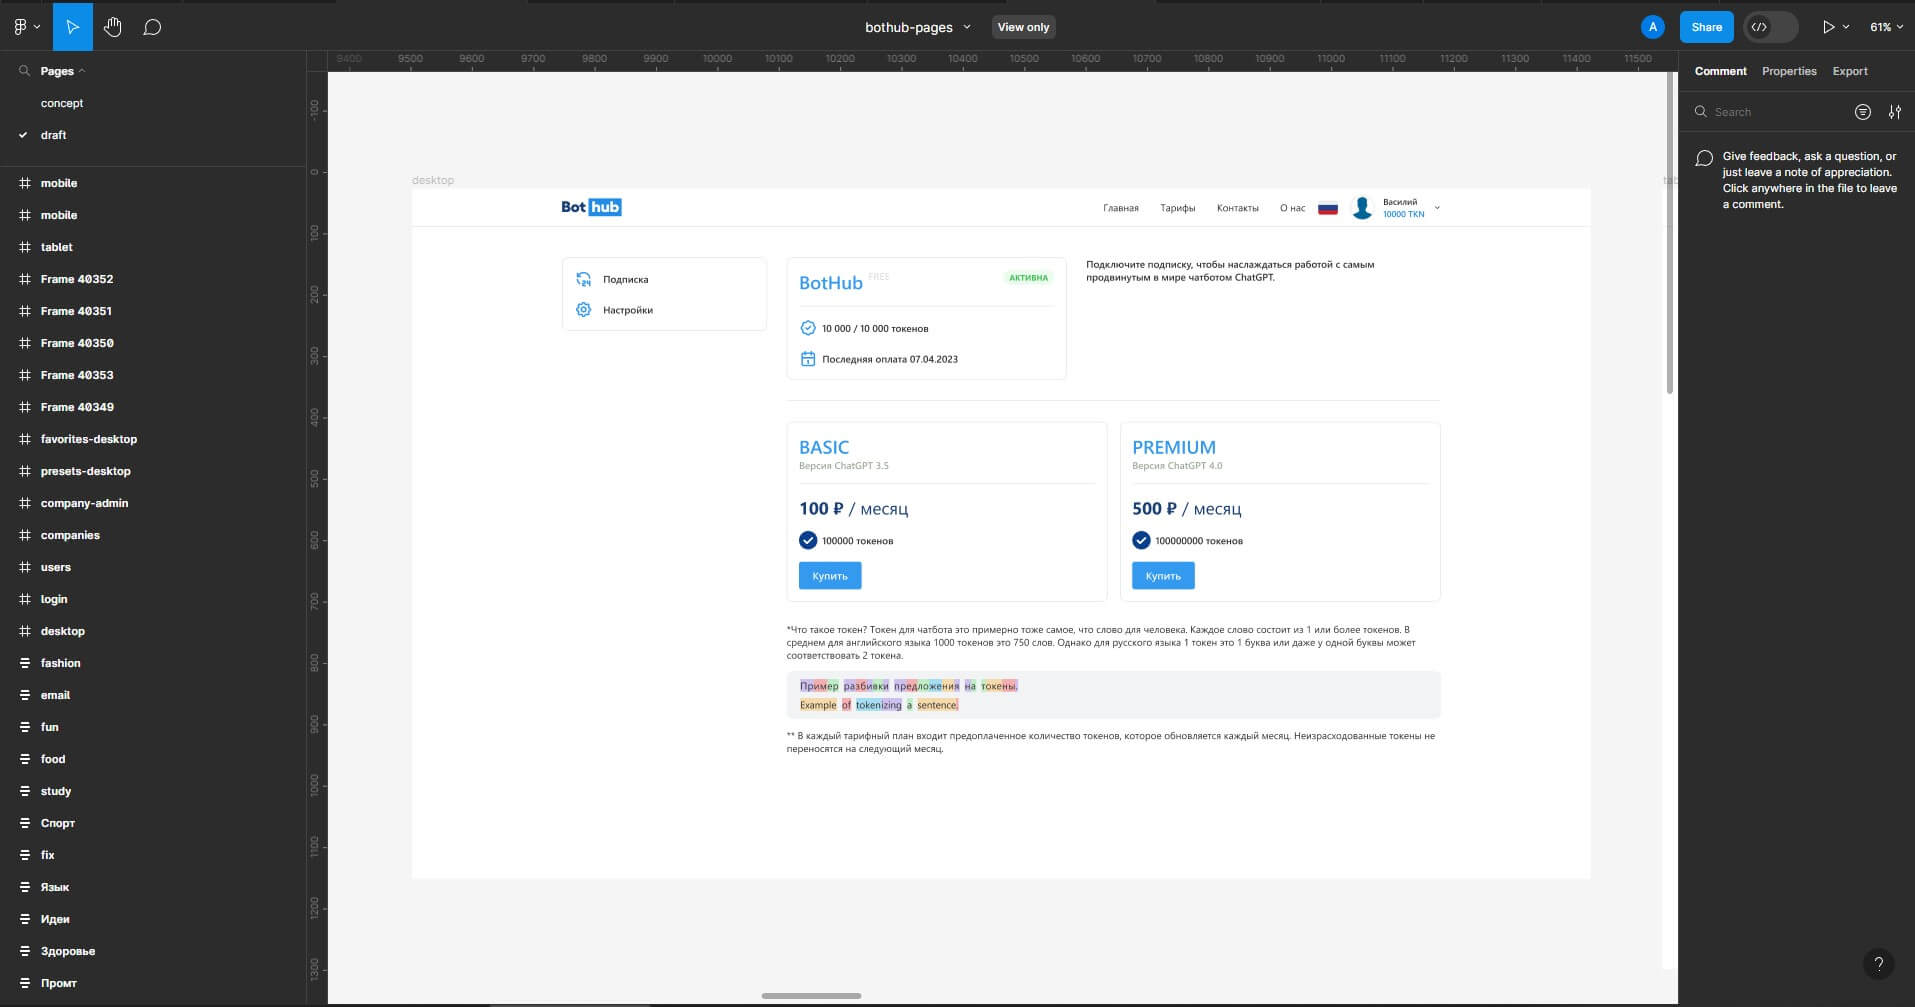 bothub-pages
View only
A
Share
61%
Pages
concept
draft
mobile
mobile
tablet
Frame 40352
Frame 40351
Frame 40350
Frame 40353
Frame 40349
favorites-desktop
presets-desktop
company-admin
companies
users
login
desktop
fashion
email
fun
food
study
Спорт
fix
Язык
Идеи
Здоровье
Промт
9400 9500 9600 9700 9800 9900 10000 10100 10200 10300 10400 10500 10600 10700 10800 10900 11000 11100 11200 11300 11400 11500
-100
0
100
200
300
400
500
600
700
800
900
1000
1100
1200
1300
desktop
Bot hub
Главная Тарифы Контакты О нас
Василий
10000 TKN
Подписка
Настройки
BotHub FREE
АКТИВНА
10 000 / 10 000 токенов
Последняя оплата 07.04.2023
Подключите подписку, чтобы наслаждаться работой с самым
продвинутым в мире чатботом ChatGPT.
BASIC
Версия ChatGPT 3.5
100 ₽ / месяц
100000 токенов
Купить
PREMIUM
Версия ChatGPT 4.0
500 ₽ / месяц
100000000 токенов
Купить
*Что такое токен? Токен для чатбота это примерно тоже самое, что слово для человека. Каждое слово состоит из 1 или более токенов. В
среднем для английского языка 1000 токенов это 750 слов. Однако для русского языка 1 токен это 1 буква или даже у одной буквы может
соответствовать 2 токена.
Пример разбивки предложения на токены.
Example of tokenizing a sentence.
** В каждый тарифный план входит предоплаченное количество токенов, которое обновляется каждый месяц. Неизрасходованные токены не
переносятся на следующий месяц.
tab
Comment Properties Export
Search
Give feedback, ask a question, or
just leave a note of appreciation.
Click anywhere in the file to leave
a comment.
?